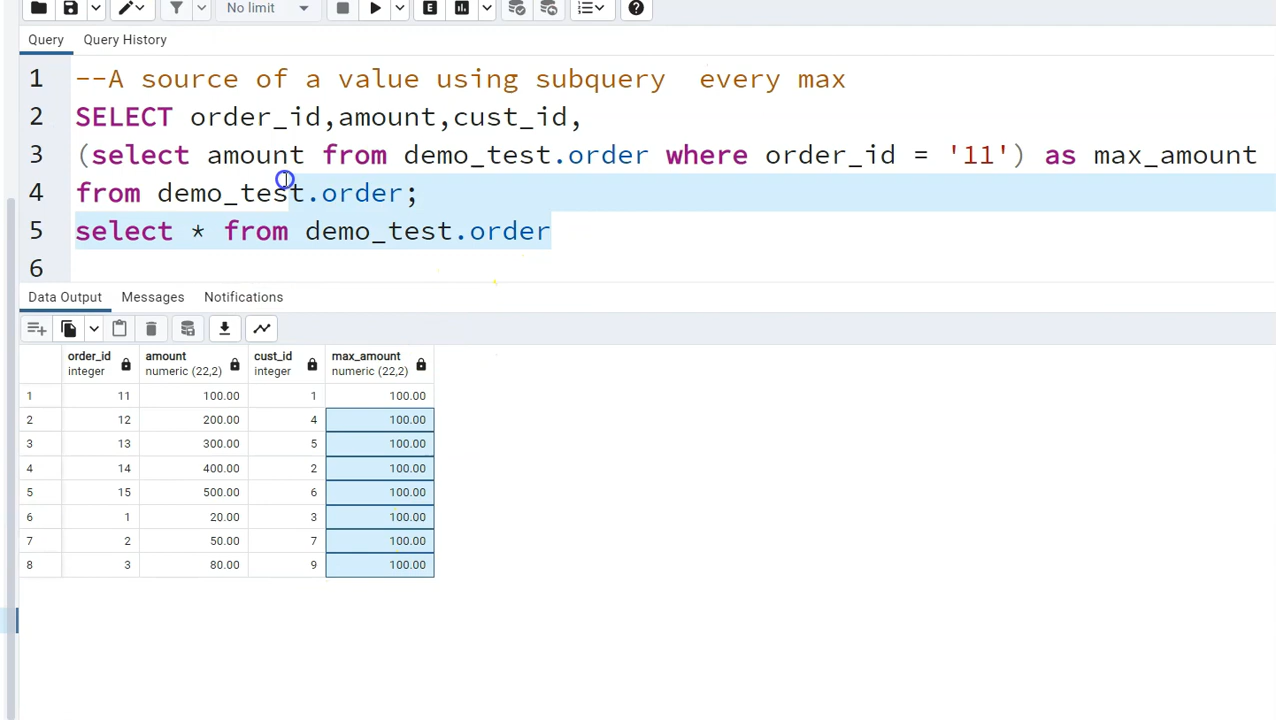 No limit
Query Query History
1 --A source of a value using subquery  every max
2 SELECT order_id,amount,cust_id,
3 (select amount from demo_test.order where order_id = '11') as max_amount
4 from demo_test.order;
5 select * from demo_test.order
6
Data Output Messages Notifications
order_id amount cust_id max_amount
integer numeric (22,2) integer numeric (22,2)
1 11 100.00 1 100.00
2 12 200.00 4 100.00
3 13 300.00 5 100.00
4 14 400.00 2 100.00
5 15 500.00 6 100.00
6 1 20.00 3 100.00
7 2 50.00 7 100.00
8 3 80.00 9 100.00